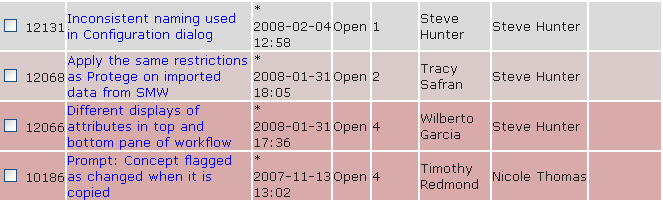 12131 Inconsistent naming used in Configuration dialog * 2008-02-04 12:58 Open 1 Steve Hunter Steve Hunter
12068 Apply the same restrictions as Protege on imported data from SMW * 2008-01-31 18:05 Open 2 Tracy Safran Steve Hunter
12066 Different displays of attributes in top and bottom pane of workflow * 2008-01-31 17:36 Open 4 Wilberto Garcia Steve Hunter
10186 Prompt: Concept flagged as changed when it is copied * 2007-11-13 13:02 Open 4 Timothy Redmond Nicole Thomas